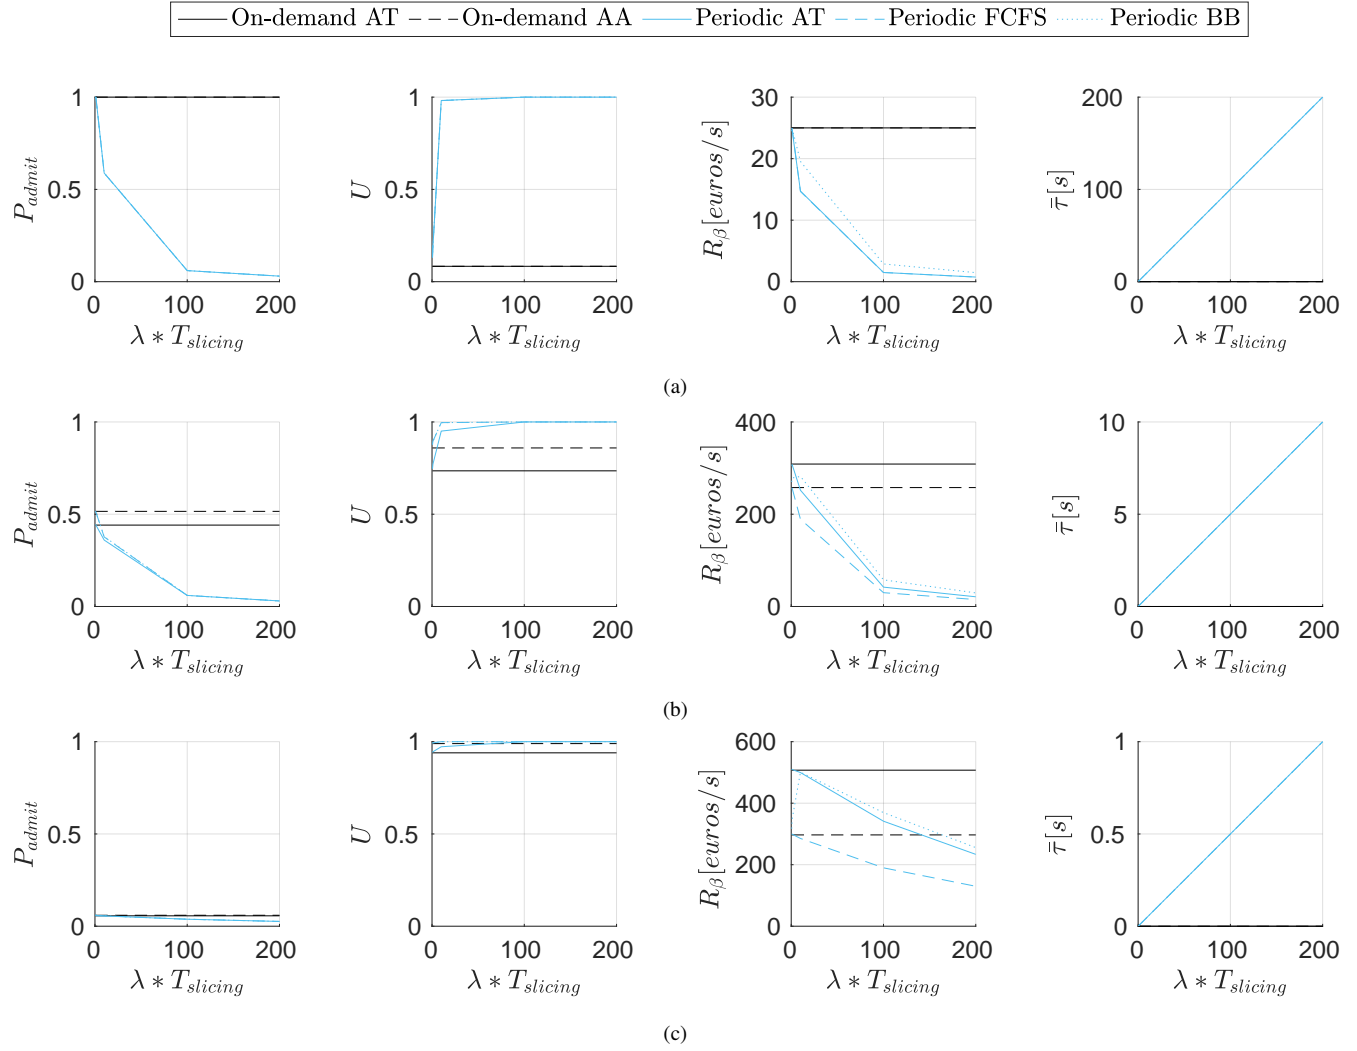 On-demand AT On-demand AA Periodic AT Periodic FCFS Periodic BB
1
0.5
0
P_admit
0 100 200
λ ∗ T_slicing
1
0.5
0
U
0 100 200
λ ∗ T_slicing
30
20
10
0
R_β[euros/s]
0 100 200
λ ∗ T_slicing
200
100
0
τ̄[s]
0 100 200
λ ∗ T_slicing
(a)
1
0.5
0
P_admit
0 100 200
λ ∗ T_slicing
1
0.5
0
U
0 100 200
λ ∗ T_slicing
400
200
0
R_β[euros/s]
0 100 200
λ ∗ T_slicing
10
5
0
τ̄[s]
0 100 200
λ ∗ T_slicing
(b)
1
0.5
0
P_admit
0 100 200
λ ∗ T_slicing
1
0.5
0
U
0 100 200
λ ∗ T_slicing
600
400
200
0
R_β[euros/s]
0 100 200
λ ∗ T_slicing
1
0.5
0
τ̄[s]
0 100 200
λ ∗ T_slicing
(c)